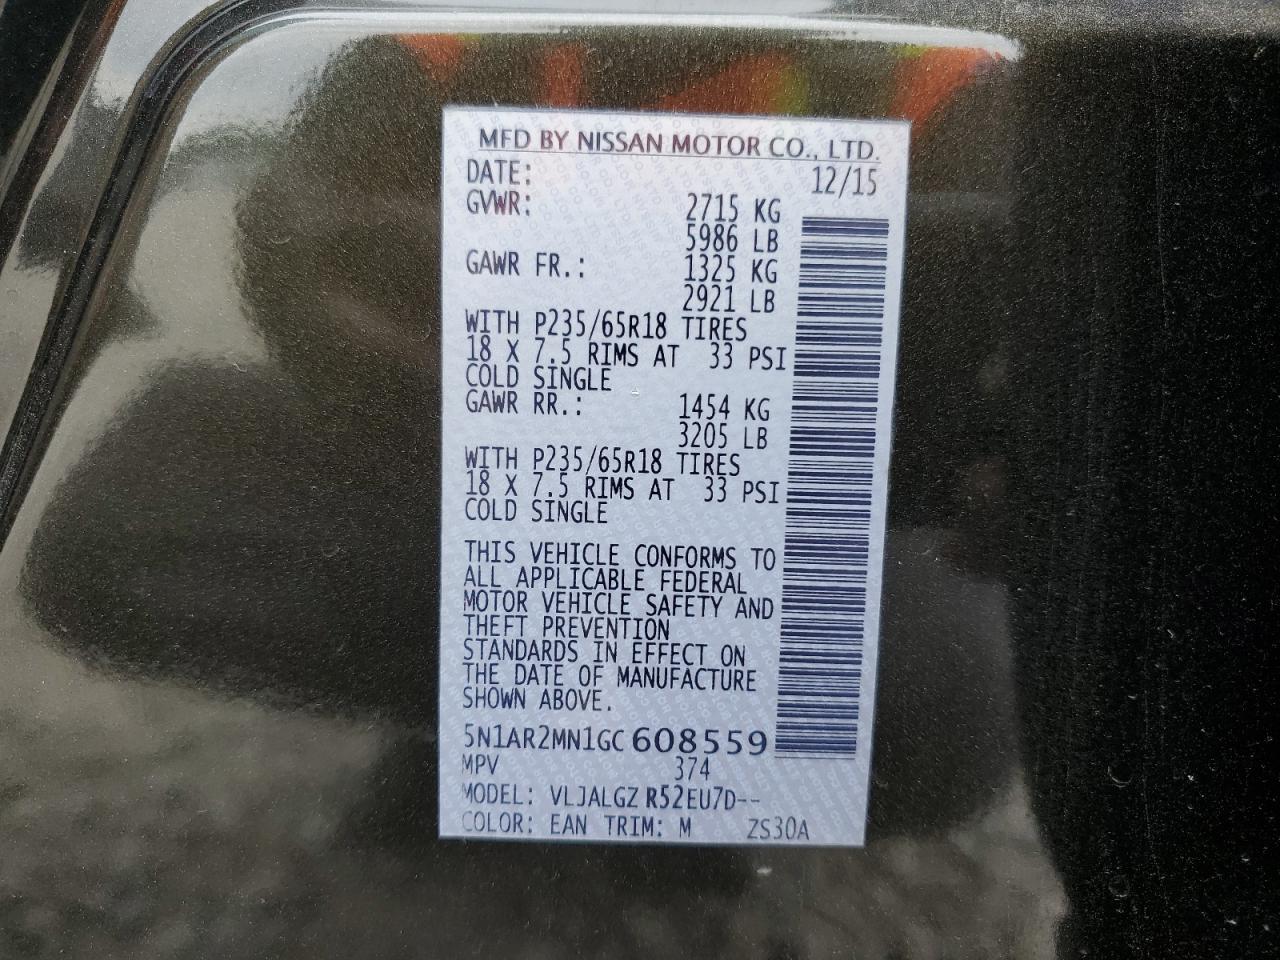 MFD BY NISSAN MOTOR CO., LTD.
DATE: 12/15
GVWR: 2715 KG
5986 LB
GAWR FR.: 1325 KG
2921 LB
WITH P235/65R18 TIRES
18 X 7.5 RIMS AT 33 PSI
COLD SINGLE
GAWR RR.: 1454 KG
3205 LB
WITH P235/65R18 TIRES
18 X 7.5 RIMS AT 33 PSI
COLD SINGLE
THIS VEHICLE CONFORMS TO
ALL APPLICABLE FEDERAL
MOTOR VEHICLE SAFETY AND
THEFT PREVENTION
STANDARDS IN EFFECT ON
THE DATE OF MANUFACTURE
SHOWN ABOVE.
5N1AR2MN1GC 608559
MPV 374
MODEL: VLJALGZ R52EU7D--
COLOR: EAN TRIM: M ZS30A